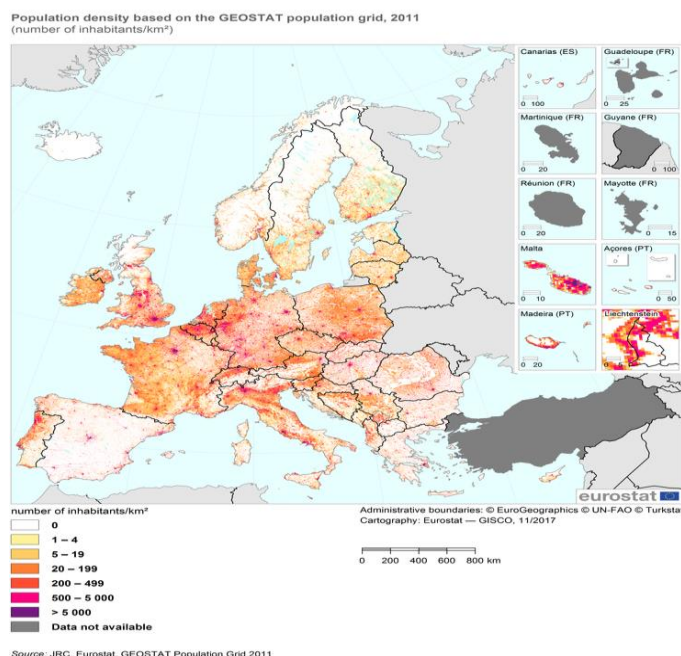 Population density based on the GEOSTAT population grid, 2011
(number of inhabitants/km²)
Canarias (ES)
0 100
Guadeloupe (FR)
0 25
Martinique (FR)
0 20
Guyane (FR)
0 100
Réunion (FR)
0 20
Mayotte (FR)
0 15
Malta
0 10
Açores (PT)
0 50
Madeira (PT)
0 20
Liechtenstein
eurostat
number of inhabitants/km²
0
1 – 4
5 – 19
20 – 199
200 – 499
500 – 5 000
> 5 000
Data not available
Administrative boundaries: © EuroGeographics © UN-FAO © Turkstat
Cartography: Eurostat — GISCO, 11/2017
0 200 400 600 800 km
Source: JRC, Eurostat, GEOSTAT Population Grid 2011